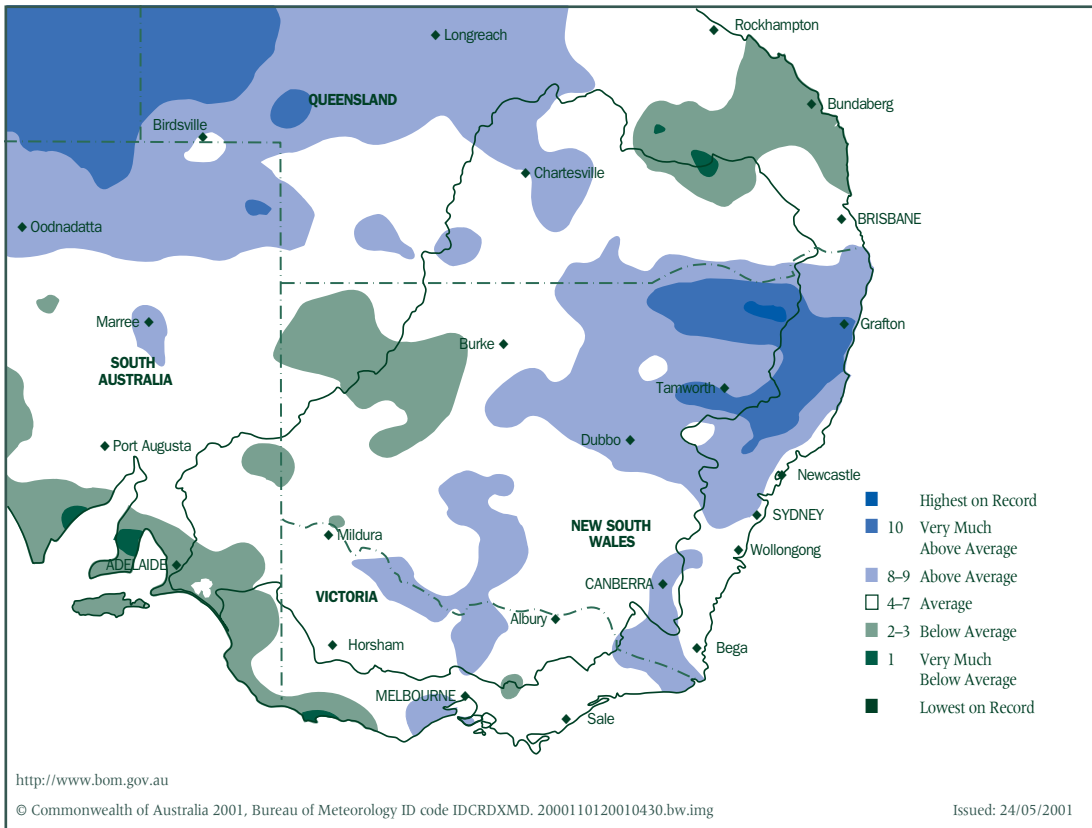 Rockhampton
Longreach
QUEENSLAND
Bundaberg
Birdsville
Chartesville
BRISBANE
Oodnadatta
Marree
Grafton
Burke
SOUTH
AUSTRALIA
Tamworth
Dubbo
Port Augusta
Newcastle
Highest on Record
SYDNEY
NEW SOUTH
WALES
10 Very Much
Above Average
Mildura
Wollongong
ADELAIDE
8–9 Above Average
CANBERRA
VICTORIA
4–7 Average
Albury
2–3 Below Average
Horsham
Bega
1 Very Much
Below Average
MELBOURNE
Lowest on Record
Sale
http://www.bom.gov.au
© Commonwealth of Australia 2001, Bureau of Meteorology ID code IDCRDXMD. 2000110120010430.bw.img
Issued: 24/05/2001